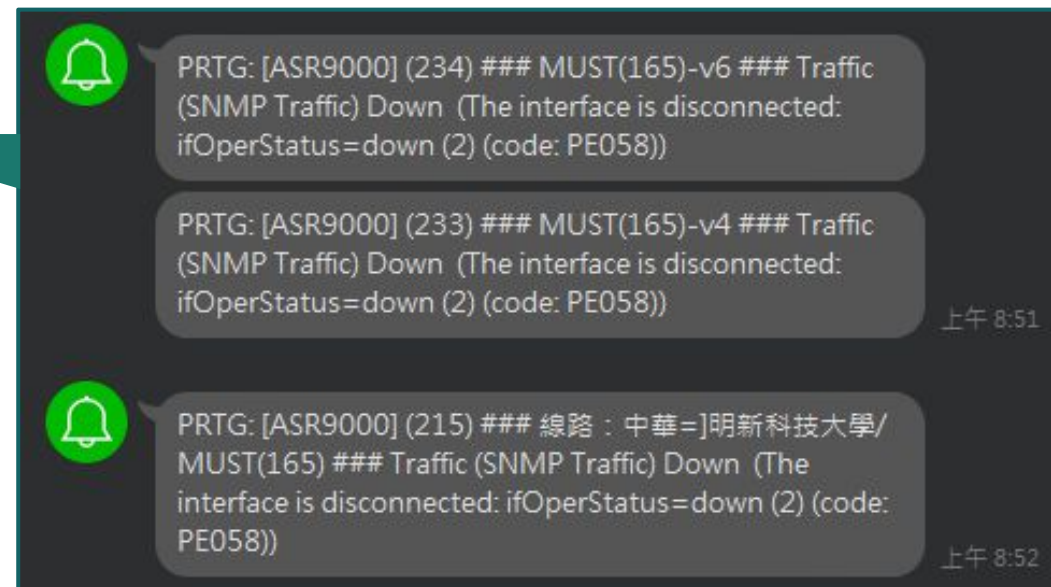 PRTG: [ASR9000] (234) ### MUST(165)-v6 ### Traffic
(SNMP Traffic) Down  (The interface is disconnected:
ifOperStatus=down (2) (code: PE058))
PRTG: [ASR9000] (233) ### MUST(165)-v4 ### Traffic
(SNMP Traffic) Down  (The interface is disconnected:
ifOperStatus=down (2) (code: PE058))
上午 8:51
PRTG: [ASR9000] (215) ### 線路：中華=]明新科技大學/
MUST(165) ### Traffic (SNMP Traffic) Down  (The
interface is disconnected: ifOperStatus=down (2) (code:
PE058))
上午 8:52